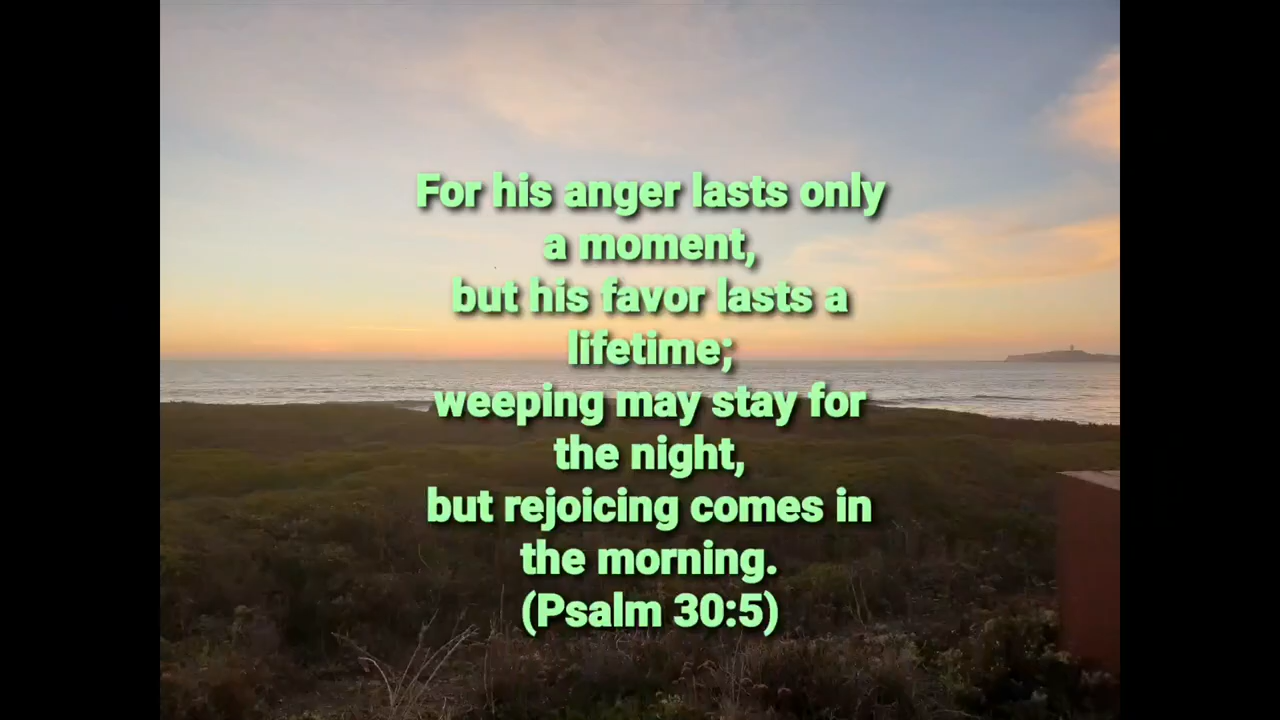 For his anger lasts only
a moment,
but his favor lasts a
lifetime;
weeping may stay for
the night,
but rejoicing comes in
the morning.
(Psalm 30:5)